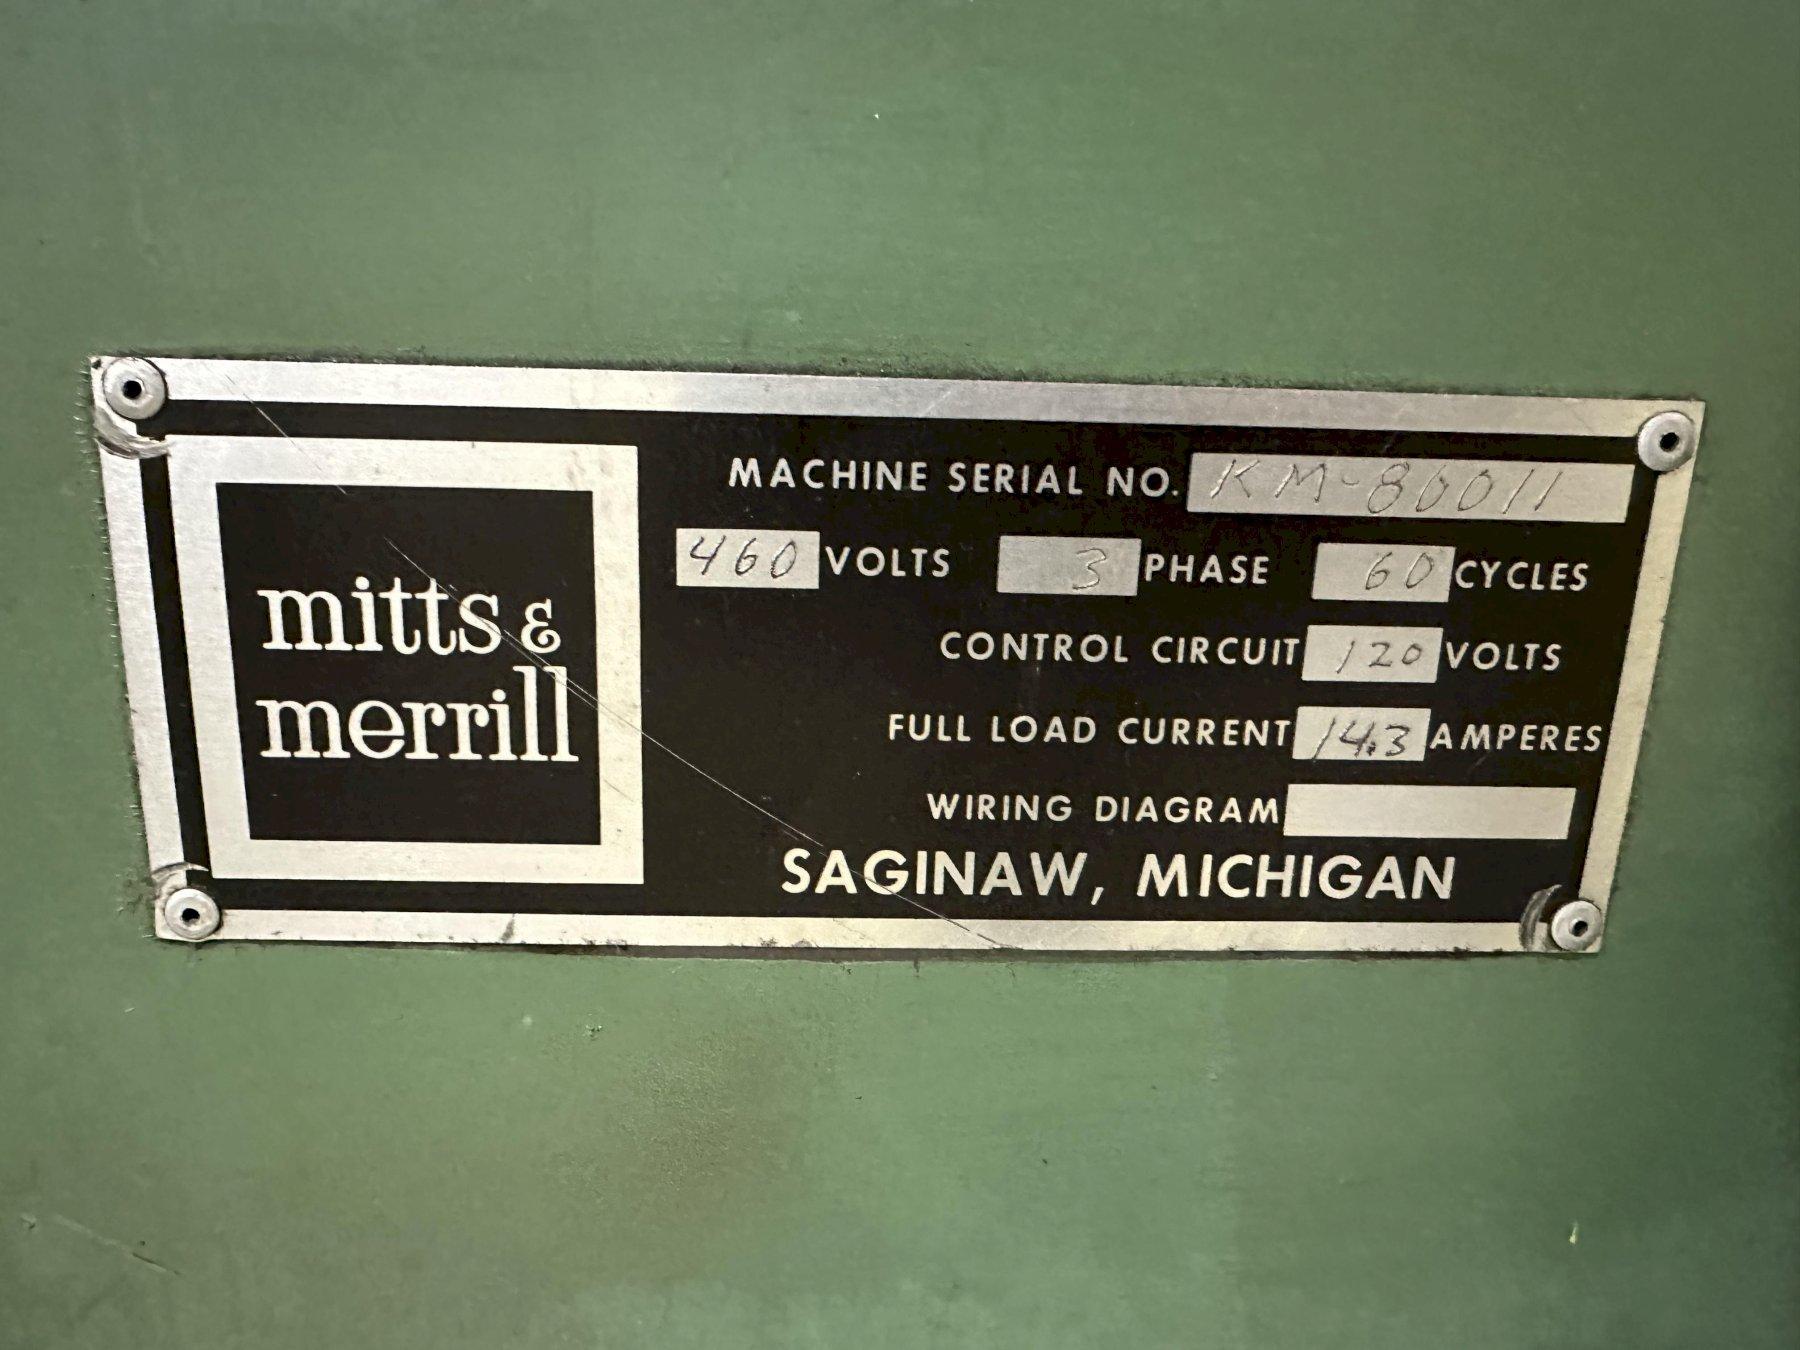 mitts &
merrill
MACHINE SERIAL NO. KM-86011
460 VOLTS 3 PHASE 60 CYCLES
CONTROL CIRCUIT 120 VOLTS
FULL LOAD CURRENT 14.3 AMPERES
WIRING DIAGRAM
SAGINAW, MICHIGAN